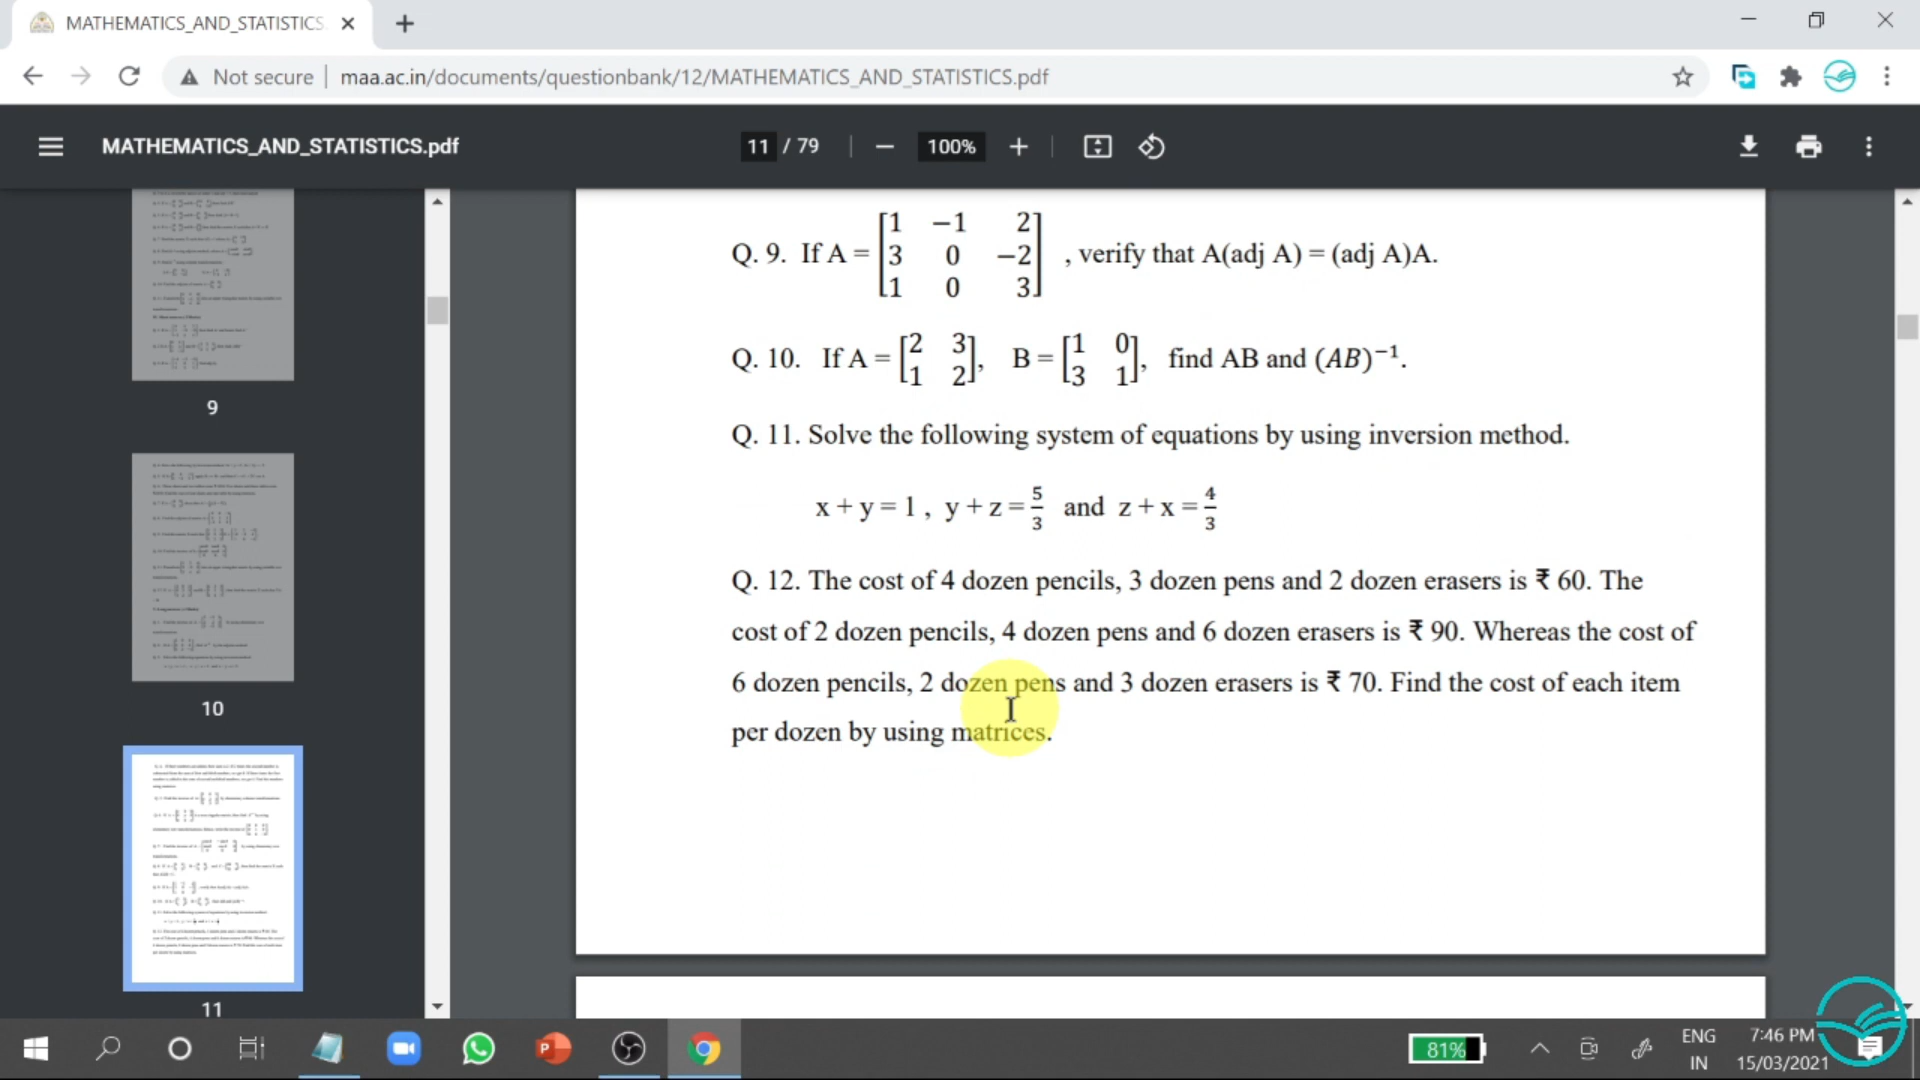 MATHEMATICS_AND_STATISTICS.
Not secure | maa.ac.in/documents/questionbank/12/MATHEMATICS_AND_STATISTICS.pdf
MATHEMATICS_AND_STATISTICS.pdf
11 / 79
100%
9
10
11
Q. 9. If A = [1 −1 2
3 0 −2
1 0 3] , verify that A(adj A) = (adj A)A.
Q. 10. If A = [2 3
1 2], B = [1 0
3 1], find AB and (AB)⁻¹.
Q. 11. Solve the following system of equations by using inversion method.
x + y = 1 , y + z = 5/3 and z + x = 4/3
Q. 12. The cost of 4 dozen pencils, 3 dozen pens and 2 dozen erasers is ₹ 60. The
cost of 2 dozen pencils, 4 dozen pens and 6 dozen erasers is ₹ 90. Whereas the cost of
6 dozen pencils, 2 dozen pens and 3 dozen erasers is ₹ 70. Find the cost of each item
per dozen by using matrices.
81%
ENG
IN
7:46 PM
15/03/2021